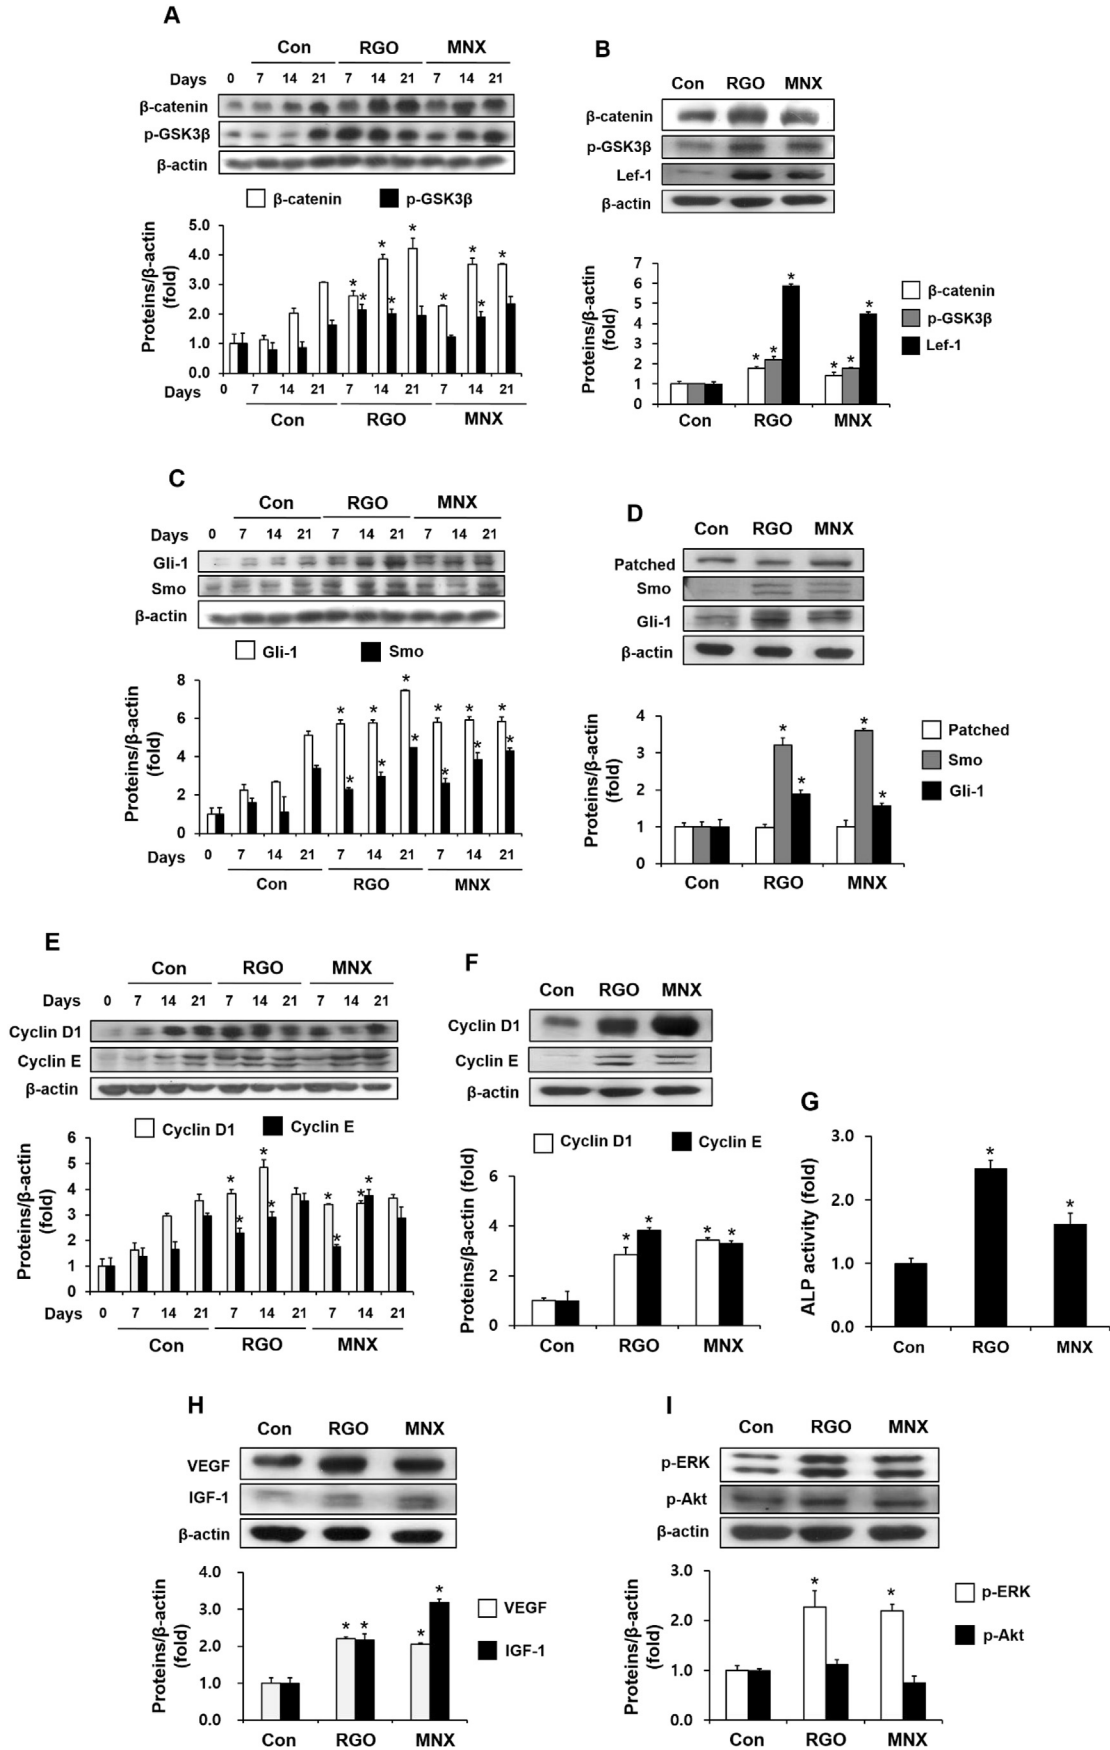 A
Con RGO MNX
Days 0 7 14 21 7 14 21 7 14 21
β-catenin
p-GSK3β
β-actin
β-catenin p-GSK3β
Proteins/β-actin
(fold)
5.0
4.0
3.0
2.0
1.0
0.0
* * * * * * * * *
Days 0 7 14 21 7 14 21 7 14 21
Con RGO MNX
B
Con RGO MNX
β-catenin
p-GSK3β
Lef-1
β-actin
Proteins/β-actin
(fold)
7
6
5
4
3
2
1
0
* * * * * *
Con RGO MNX
β-catenin
p-GSK3β
Lef-1
C
Con RGO MNX
Days 0 7 14 21 7 14 21 7 14 21
Gli-1
Smo
β-actin
Gli-1 Smo
Proteins/β-actin
(fold)
8
6
4
2
0
* * * * * * * * * * * *
Days 0 7 14 21 7 14 21 7 14 21
Con RGO MNX
D
Con RGO MNX
Patched
Smo
Gli-1
β-actin
Proteins/β-actin
(fold)
4
3
2
1
0
* * * *
Con RGO MNX
Patched
Smo
Gli-1
E
Con RGO MNX
Days 0 7 14 21 7 14 21 7 14 21
Cyclin D1
Cyclin E
β-actin
Cyclin D1 Cyclin E
Proteins/β-actin
(fold)
6
5
4
3
2
1
0
* * * * * * * *
Days 0 7 14 21 7 14 21 7 14 21
Con RGO MNX
F
Con RGO MNX
Cyclin D1
Cyclin E
β-actin
Cyclin D1 Cyclin E
Proteins/β-actin (fold)
6
4
2
0
* * * *
Con RGO MNX
G
ALP activity (fold)
3.0
2.0
1.0
0.0
* *
Con RGO MNX
H
Con RGO MNX
VEGF
IGF-1
β-actin
Proteins/β-actin
(fold)
4.0
3.0
2.0
1.0
0.0
* * * *
Con RGO MNX
VEGF
IGF-1
I
Con RGO MNX
p-ERK
p-Akt
β-actin
Proteins/β-actin
(fold)
3.0
2.0
1.0
0.0
* *
Con RGO MNX
p-ERK
p-Akt